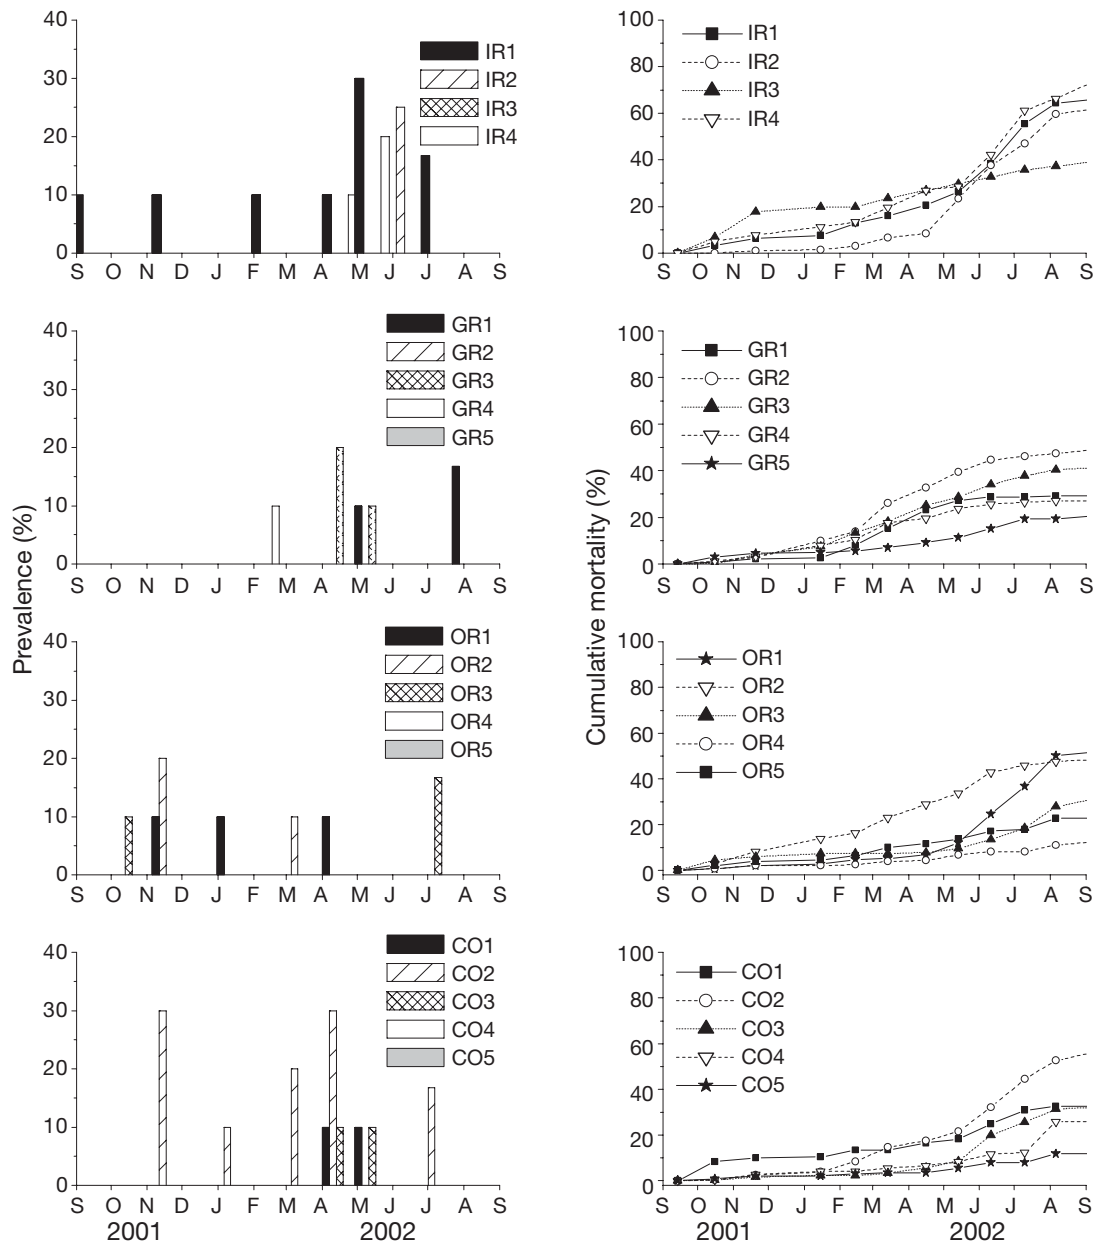 Prevalence (%)
40
30
20
10
0
IR1
IR2
IR3
IR4
S O N D J F M A M J J A S
40
30
20
10
0
GR1
GR2
GR3
GR4
GR5
S O N D J F M A M J J A S
40
30
20
10
0
OR1
OR2
OR3
OR4
OR5
S O N D J F M A M J J A S
40
30
20
10
0
CO1
CO2
CO3
CO4
CO5
S O N D J F M A M J J A S
2001 2002
Cumulative mortality (%)
100
80
60
40
20
0
IR1
IR2
IR3
IR4
S O N D J F M A M J J A S
100
80
60
40
20
0
GR1
GR2
GR3
GR4
GR5
S O N D J F M A M J J A S
100
80
60
40
20
0
OR1
OR2
OR3
OR4
OR5
S O N D J F M A M J J A S
100
80
60
40
20
0
CO1
CO2
CO3
CO4
CO5
S O N D J F M A M J J A S
2001 2002